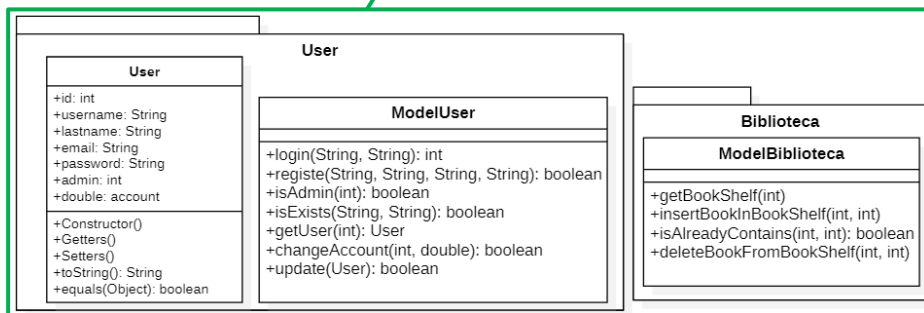 User
User
+id: int
+username: String
+lastname: String
+email: String
+password: String
+admin: int
+double: account
+Constructor()
+Getters()
+Setters()
+toString(): String
+equals(Object): boolean
ModelUser
+login(String, String): int
+registe(String, String, String, String): boolean
+isAdmin(int): boolean
+isExists(String, String): boolean
+getUser(int): User
+changeAccount(int, double): boolean
+update(User): boolean
Biblioteca
ModelBiblioteca
+getBookShelf(int)
+insertBookInBookShelf(int, int)
+isAlreadyContains(int, int): boolean
+deleteBookFromBookShelf(int, int)